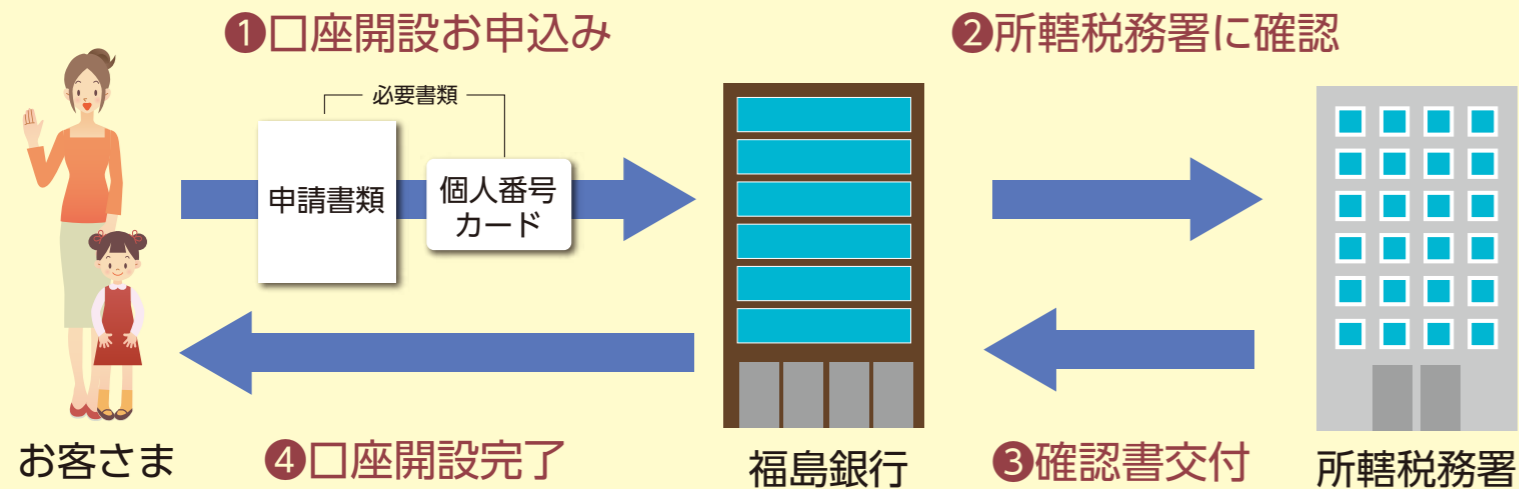 ❶口座開設お申込み
❷所轄税務署に確認
必要書類
申請書類
個人番号
カード
お客さま
❹口座開設完了
福島銀行
❸確認書交付
所轄税務署